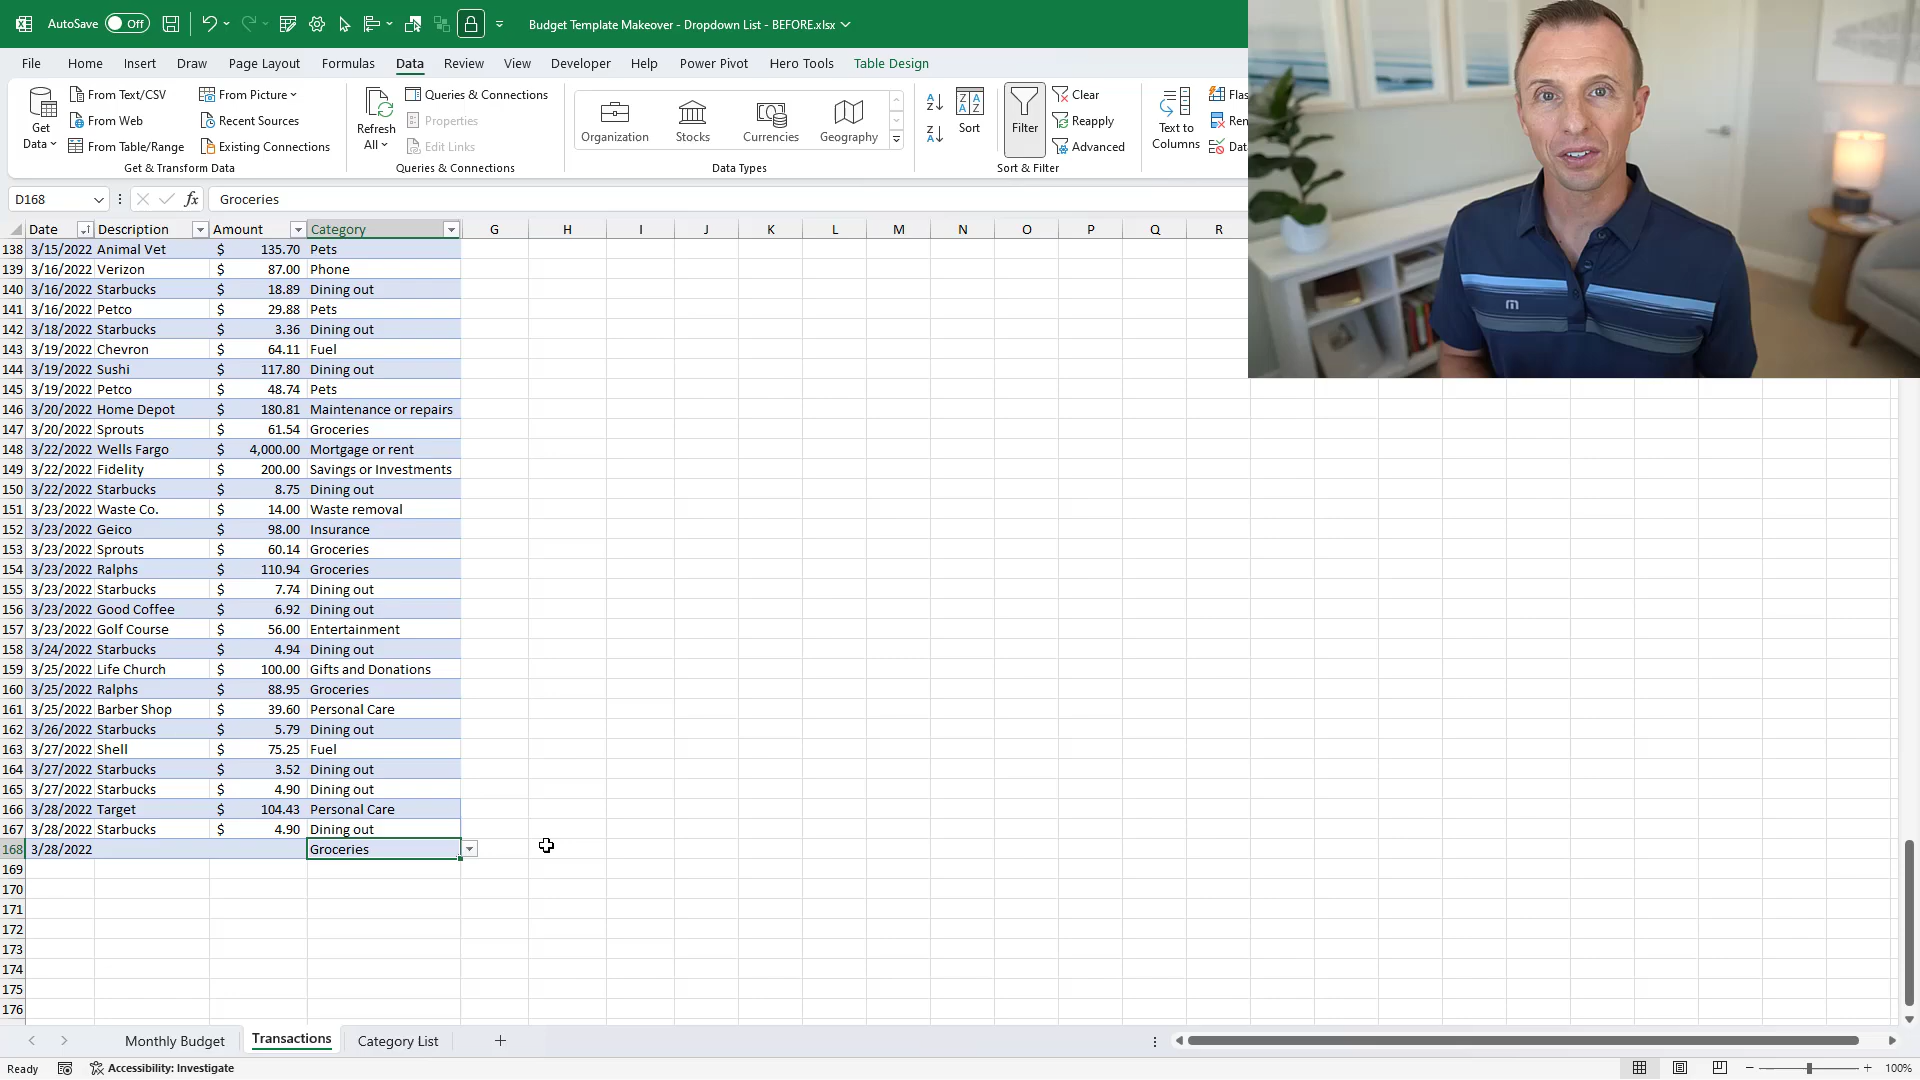 AutoSave Off Budget Template Makeover - Dropdown List - BEFORE.xlsx
File Home Insert Draw Page Layout Formulas Data Review View Developer Help Power Pivot Hero Tools Table Design
Get Data
From Text/CSV
From Web
From Table/Range
From Picture
Recent Sources
Existing Connections
Get & Transform Data
Refresh All
Queries & Connections
Properties
Edit Links
Queries & Connections
Organization Stocks Currencies Geography
Data Types
Sort
Filter
Clear
Reapply
Advanced
Sort & Filter
Text to Columns
Flas
Ren
Dat
D168 fx Groceries
Date Description Amount Category G H I J K L M N O P Q R
138 3/15/2022 Animal Vet $ 135.70 Pets
139 3/16/2022 Verizon $ 87.00 Phone
140 3/16/2022 Starbucks $ 18.89 Dining out
141 3/16/2022 Petco $ 29.88 Pets
142 3/18/2022 Starbucks $ 3.36 Dining out
143 3/19/2022 Chevron $ 64.11 Fuel
144 3/19/2022 Sushi $ 117.80 Dining out
145 3/19/2022 Petco $ 48.74 Pets
146 3/20/2022 Home Depot $ 180.81 Maintenance or repairs
147 3/20/2022 Sprouts $ 61.54 Groceries
148 3/22/2022 Wells Fargo $ 4,000.00 Mortgage or rent
149 3/22/2022 Fidelity $ 200.00 Savings or Investments
150 3/22/2022 Starbucks $ 8.75 Dining out
151 3/23/2022 Waste Co. $ 14.00 Waste removal
152 3/23/2022 Geico $ 98.00 Insurance
153 3/23/2022 Sprouts $ 60.14 Groceries
154 3/23/2022 Ralphs $ 110.94 Groceries
155 3/23/2022 Starbucks $ 7.74 Dining out
156 3/23/2022 Good Coffee $ 6.92 Dining out
157 3/23/2022 Golf Course $ 56.00 Entertainment
158 3/24/2022 Starbucks $ 4.94 Dining out
159 3/25/2022 Life Church $ 100.00 Gifts and Donations
160 3/25/2022 Ralphs $ 88.95 Groceries
161 3/25/2022 Barber Shop $ 39.60 Personal Care
162 3/26/2022 Starbucks $ 5.79 Dining out
163 3/27/2022 Shell $ 75.25 Fuel
164 3/27/2022 Starbucks $ 3.52 Dining out
165 3/27/2022 Starbucks $ 4.90 Dining out
166 3/28/2022 Target $ 104.43 Personal Care
167 3/28/2022 Starbucks $ 4.90 Dining out
168 3/28/2022 Groceries
169
170
171
172
173
174
175
176
Monthly Budget Transactions Category List
Ready Accessibility: Investigate 100%